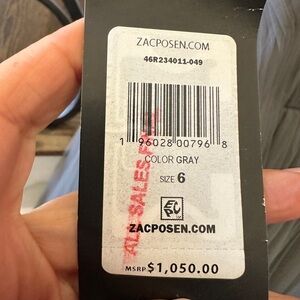 ZACPOSEN.COM
46R234011-049
1 96028 00796 8
COLOR GRAY
SIZE 6
ZACPOSEN.COM
MSRP $1,050.00
ALL SALES